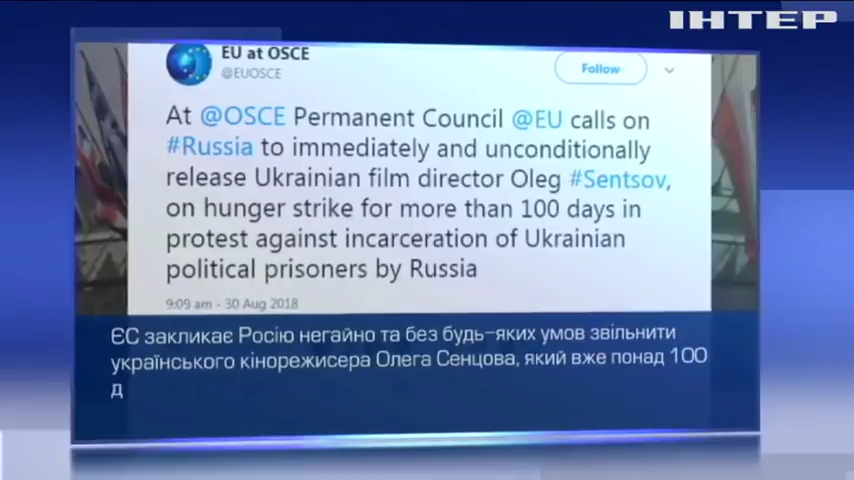 ІНТЕР
EU at OSCE
@EUOSCE
Follow
At @OSCE Permanent Council @EU calls on
#Russia to immediately and unconditionally
release Ukrainian film director Oleg #Sentsov,
on hunger strike for more than 100 days in
protest against incarceration of Ukrainian
political prisoners by Russia
9:09 am - 30 Aug 2018
ЄС закликає Росію негайно та без будь-яких умов звільнити
українського кінорежисера Олега Сенцова, який вже понад 100
д